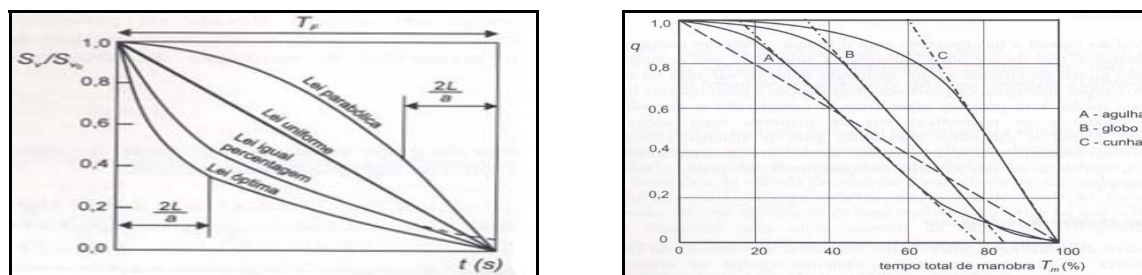 T_F
1,0
S_v/S_vo
0,8
0,6
0,4
0,2
0,0
Lei parabólica
Lei uniforme
Lei igual
percentagem
Lei óptima
2L/a
2L/a
t (s)
1,0
q
0,8
0,6
0,4
0,2
0
A
B
C
A - agulha
B - globo
C - cunha
0
20
40
60
80
100
tempo total de manobra T_m (%)